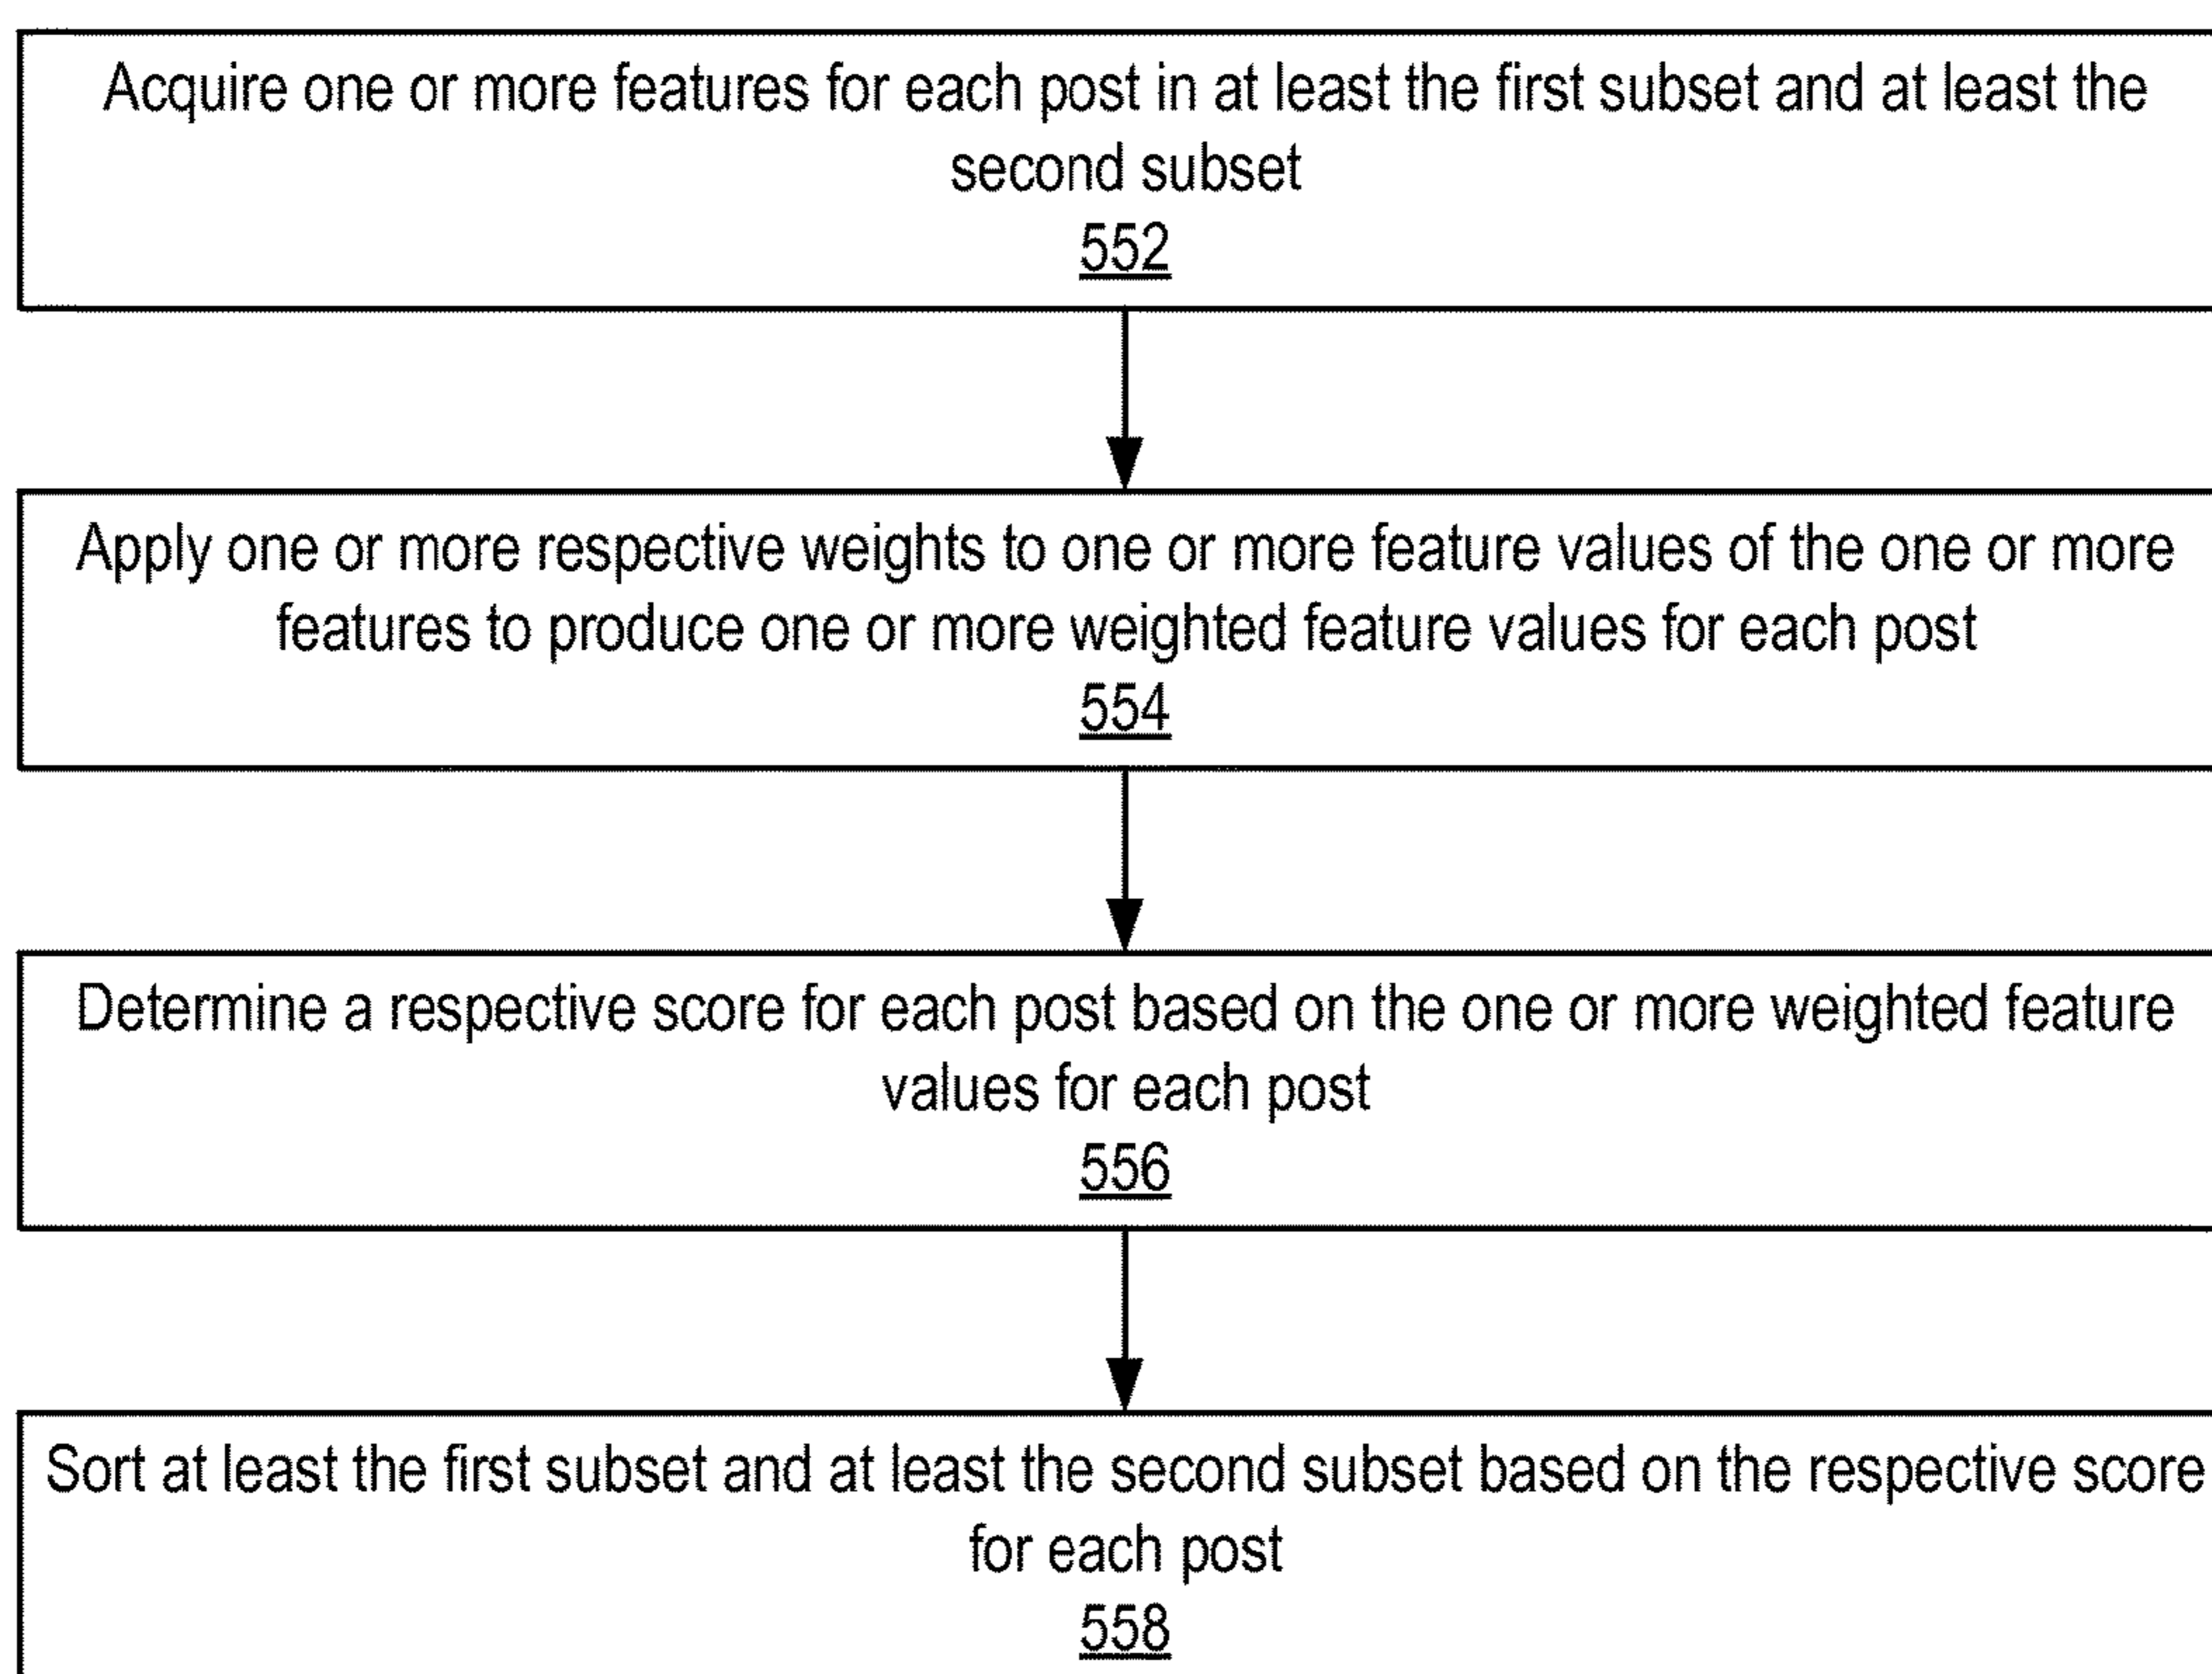 Acquire one or more features for each post in at least the first subset and at least the
second subset
552
Apply one or more respective weights to one or more feature values of the one or more
features to produce one or more weighted feature values for each post
554
Determine a respective score for each post based on the one or more weighted feature
values for each post
556
Sort at least the first subset and at least the second subset based on the respective score
for each post
558